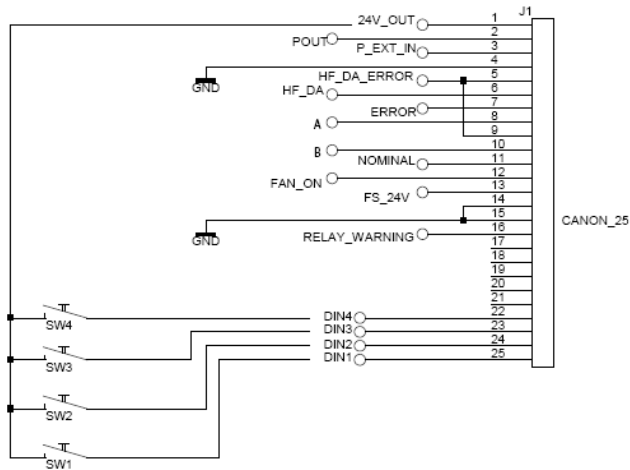 J1
24V_OUT 1
POUT 2
P_EXT_IN 3
4
GND
HF_DA_ERROR 5
HF_DA 6
ERROR 7
A 8
9
B 10
NOMINAL 11
FAN_ON 12
FS_24V 13
14
15
GND
CANON_25
RELAY_WARNING 16
17
18
19
20
21
SW4 DIN4 22
DIN3 23
SW3 DIN2 24
DIN1 25
SW2
SW1